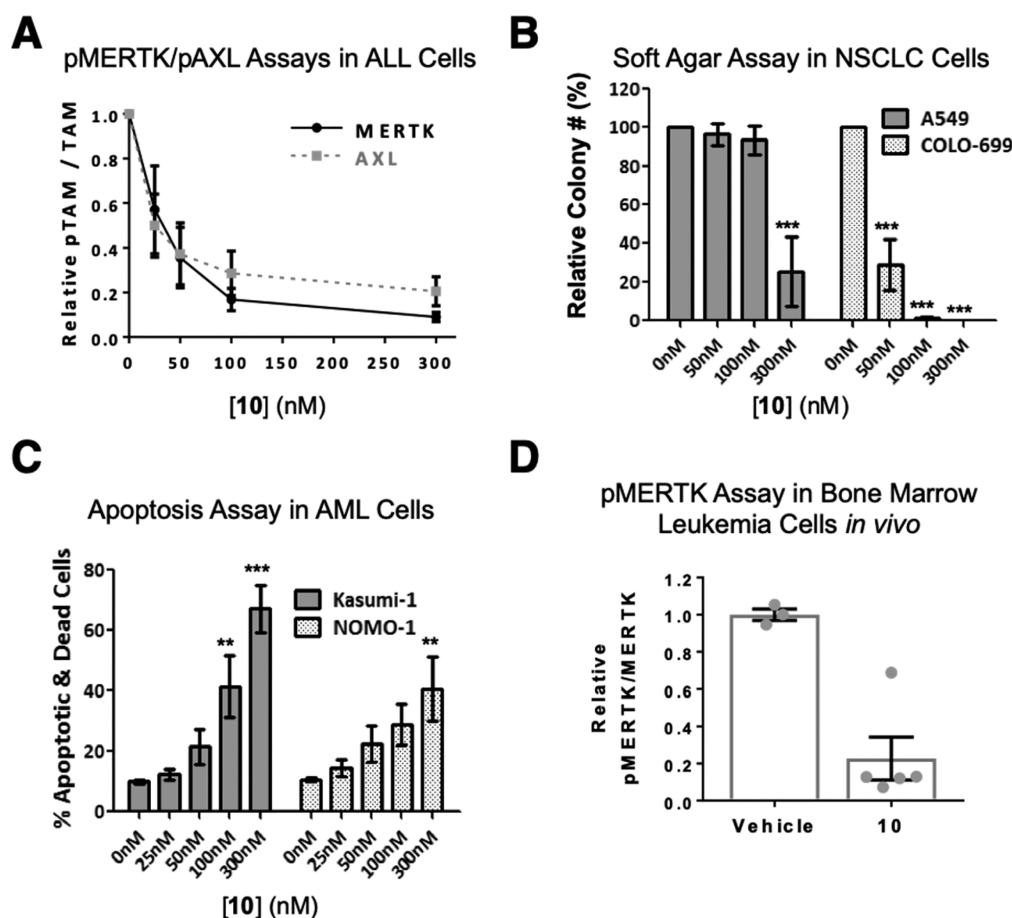 A
pMERTK/pAXL Assays in ALL Cells
Relative pTAM / TAM
1.0
0.8
0.6
0.4
0.2
0.0
MERTK
AXL
0 50 100 150 200 250 300
[10] (nM)
B
Soft Agar Assay in NSCLC Cells
Relative Colony # (%)
120
100
80
60
40
20
0
A549
COLO-699
***
***
***
***
0nM 50nM 100nM 300nM 0nM 50nM 100nM 300nM
[10] (nM)
C
Apoptosis Assay in AML Cells
% Apoptotic & Dead Cells
80
60
40
20
0
Kasumi-1
NOMO-1
**
***
**
0nM 25nM 50nM 100nM 300nM 0nM 25nM 50nM 100nM 300nM
[10] (nM)
D
pMERTK Assay in Bone Marrow
Leukemia Cells in vivo
Relative
pMERTK/MERTK
1.2
1.0
0.8
0.6
0.4
0.2
0.0
Vehicle 10